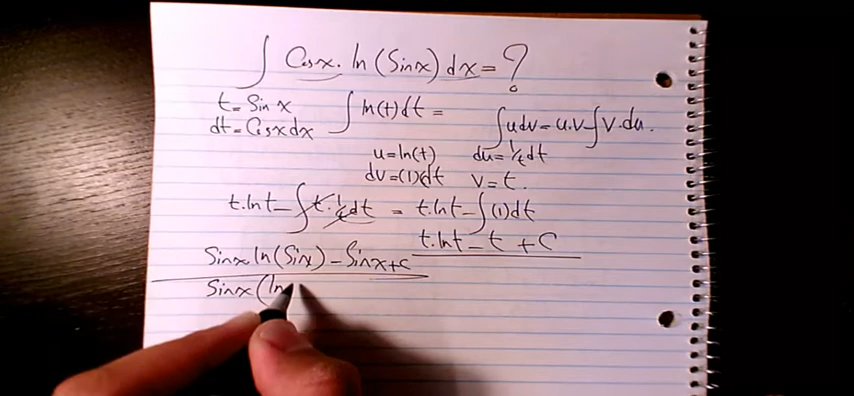 ∫ Cosx. ln(Sinx) dx = ?
t = Sin x
dt = Cosx dx
∫ ln(t) dt =
∫ u dv = u.v - ∫ v.du.
u = ln(t) du = 1/t dt
dv = (1) dt v = t.
t.lnt - ∫ t. 1/t dt = t.lnt - ∫ (1) dt
t.lnt - t + C
Sinx ln(Sinx) - Sinx + c
Sinx (ln